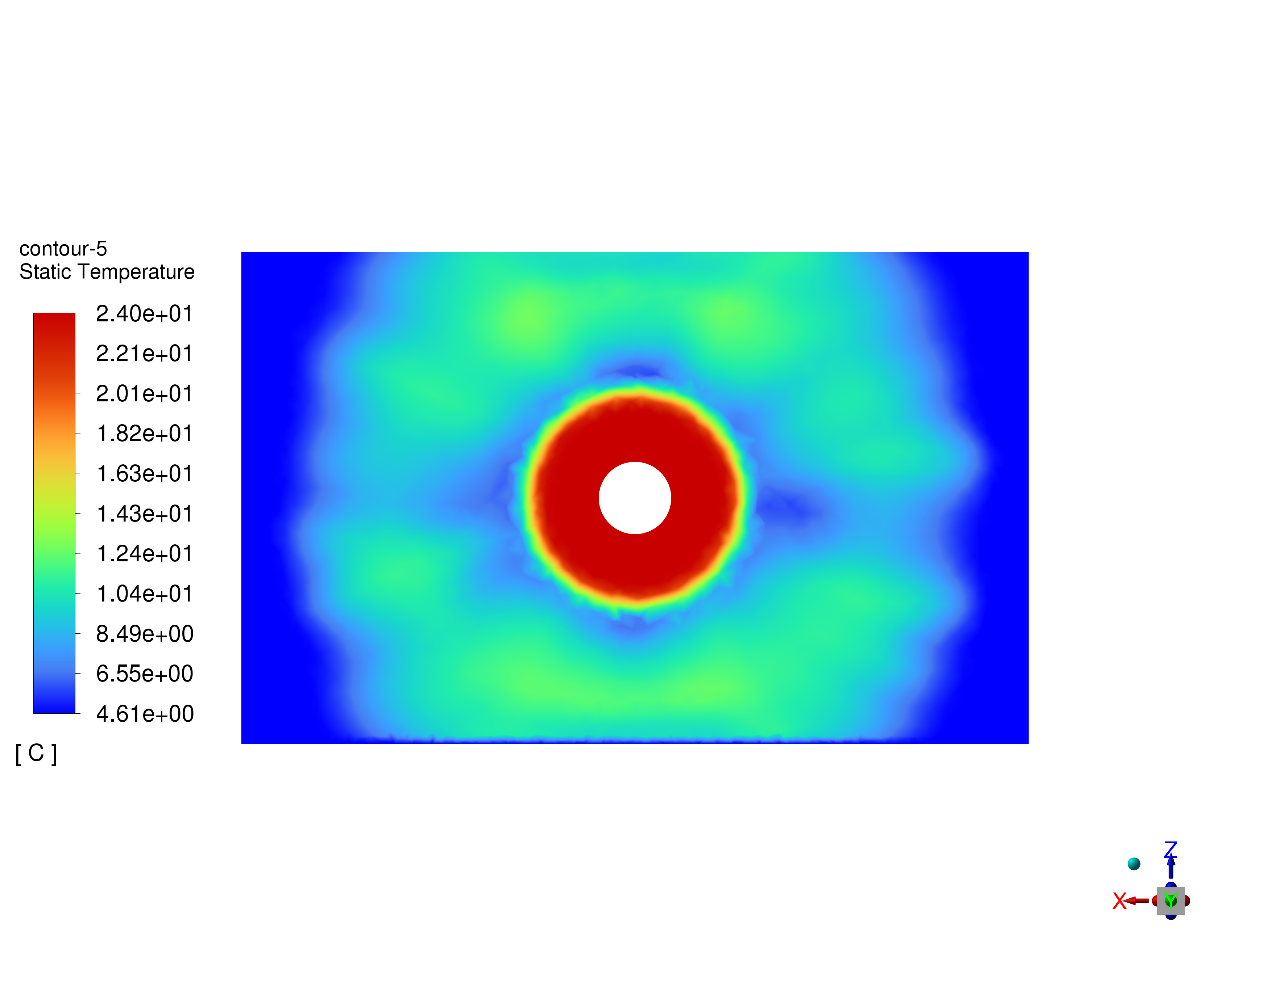 contour-5
Static Temperature
2.40e+01
2.21e+01
2.01e+01
1.82e+01
1.63e+01
1.43e+01
1.24e+01
1.04e+01
8.49e+00
6.55e+00
4.61e+00
[ C ]
Z
X
Y